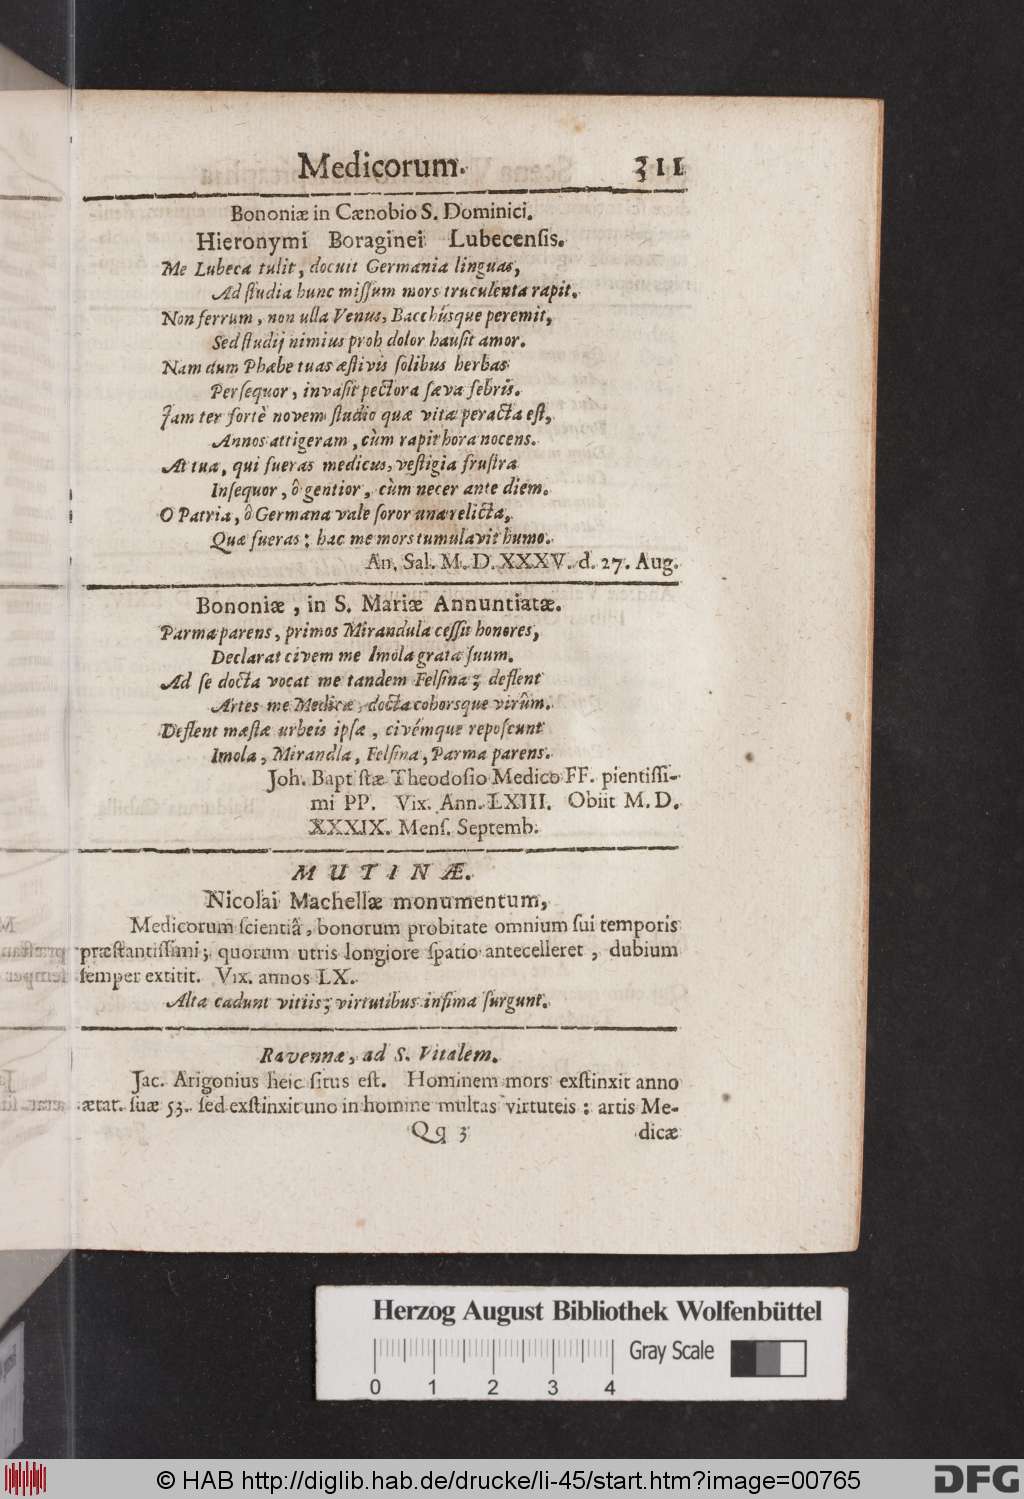 Medicorum. 311
Bononiæ in Cænobio S. Dominici.
Hieronymi Boraginei Lubecensis.
Me Lubeca tulit, docuit Germania linguas,
Ad studia hunc missum mors truculenta rapit.
Non ferrum, non ulla Venus, Bacchúsque peremit,
Sed studij nimius proh dolor hausit amor.
Nam dum Phæbe tuas æstivis solibus herbas
Persequor, invasit pectora sæva febris.
Jam ter fortè novem studio quæ vitæ peracta est,
Annos attigeram, cùm rapit hora nocens.
At tua, qui fueras medicus, vestigia frustra
Insequor, ô gentior, cùm necer ante diem.
O Patria, ô Germana vale soror una relicta,
Quæ fueras: hac me mors tumulavit humo.
An. Sal. M. D. XXXV. d. 27. Aug.
Bononiæ, in S. Mariæ Annuntiatæ.
Parma parens, primos Mirandula cessit honores,
Declarat civem me Imola grata suum.
Ad se docta vocat me tandem Felsina; deflent
Artes me Medicæ, docta cohorsque virûm.
Deflent mæstæ urbeis ipsæ, civémque reposcunt
Imola, Mirandla, Felsina, Parma parens.
Joh. Bapt stæ Theodosio Medico FF. pientissi-
mi PP. Vix. Ann. LXIII. Obiit M. D.
XXXIX. Mens. Septemb.
MUTINÆ.
Nicolai Machellæ monumentum,
Medicorum scientiâ, bonorum probitate omnium sui temporis
præstantissimi; quorum utris longiore spatio antecelleret, dubium
semper extitit. Vix. annos LX.
Alta cadunt vitiis; virtutibus infima surgunt.
Ravennæ, ad S. Vitalem.
Jac. Arigonius heic situs est. Hominem mors exstinxit anno
ætat. suæ 53. sed exstinxit uno in homine multas virtuteis: artis Me-
Qq 3 dicæ
Herzog August Bibliothek Wolfenbüttel
Gray Scale
0 1 2 3 4
© HAB http://diglib.hab.de/drucke/li-45/start.htm?image=00765
DFG